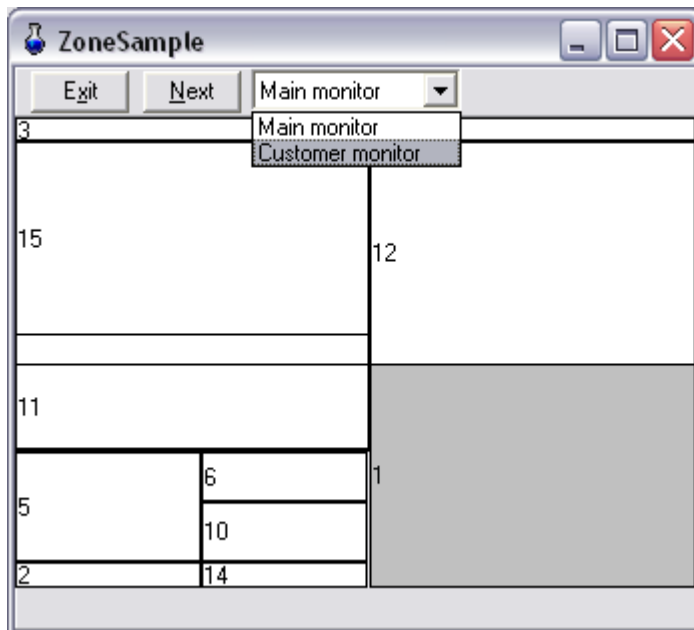 ZoneSample
Exit Next Main monitor
Main monitor
Customer monitor
3
15
12
11
6
1
5
10
2 14